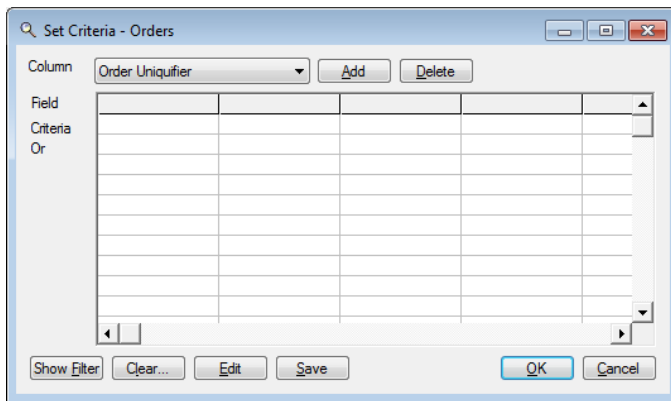 Set Criteria - Orders
Column Order Uniquifier Add Delete
Field
Criteria
Or
Show Filter Clear... Edit Save OK Cancel